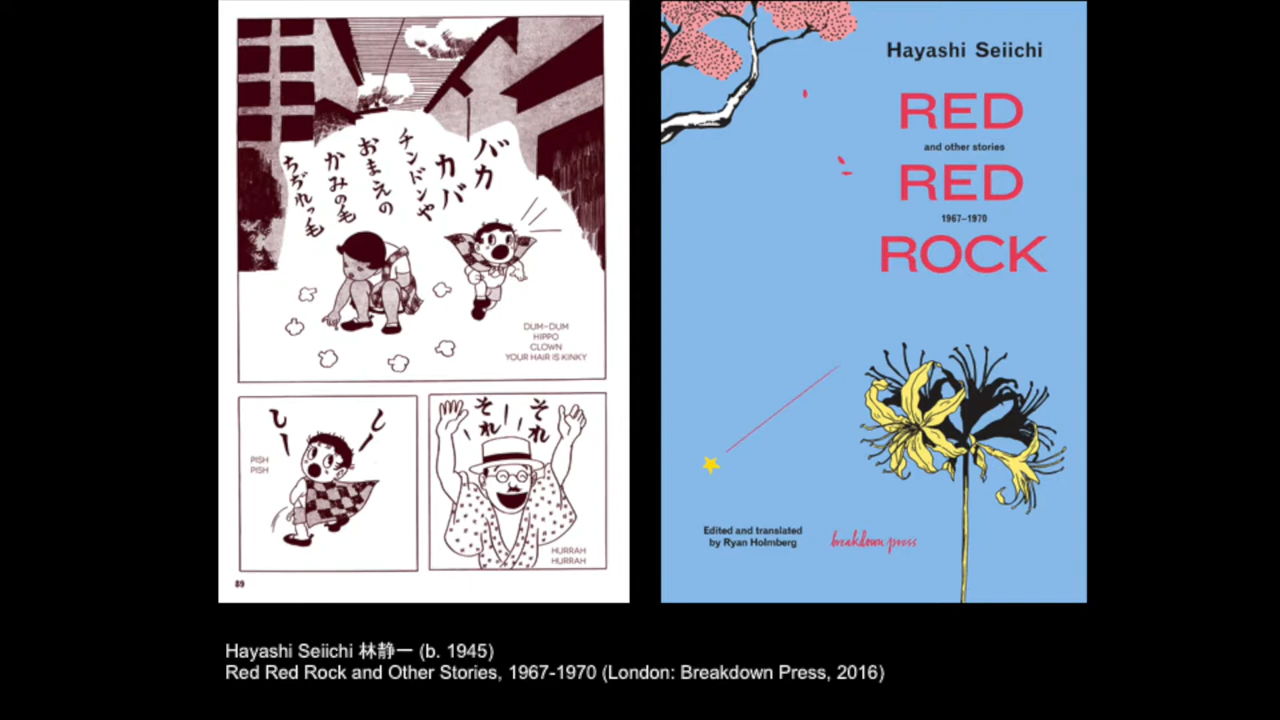 バカ
カバ
チンドンや
おまえの
かみの毛
ちぢれっ毛
DUM-DUM
HIPPO
CLOWN
YOUR HAIR IS KINKY
しー
しー
PISH
PISH
それ
それ
HURRAH
HURRAH
89
Hayashi Seiichi
RED
and other stories
RED
1967–1970
ROCK
Edited and translated
by Ryan Holmberg
breakdown press
Hayashi Seiichi 林静一 (b. 1945)
Red Red Rock and Other Stories, 1967-1970 (London: Breakdown Press, 2016)